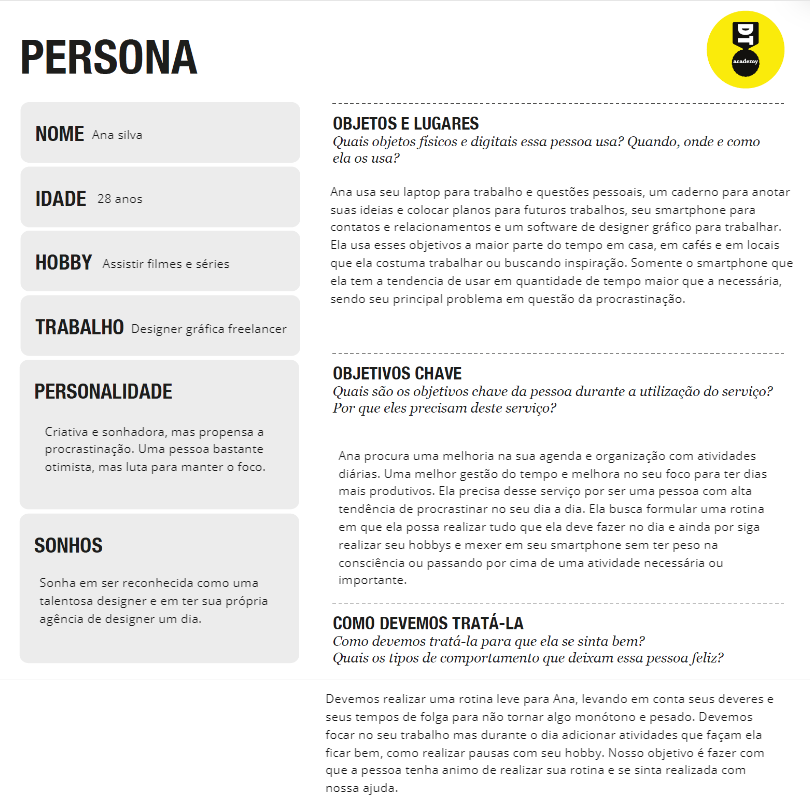 PERSONA
DT
academy
NOME Ana silva
IDADE 28 anos
HOBBY Assistir filmes e séries
TRABALHO Designer gráfica freelancer
PERSONALIDADE
Criativa e sonhadora, mas propensa a
procrastinação. Uma pessoa bastante
otimista, mas luta para manter o foco.
SONHOS
Sonha em ser reconhecida como uma
talentosa designer e em ter sua própria
agência de designer um dia.
OBJETOS E LUGARES
Quais objetos físicos e digitais essa pessoa usa? Quando, onde e como
ela os usa?
Ana usa seu laptop para trabalho e questões pessoais, um caderno para anotar
suas ideias e colocar planos para futuros trabalhos, seu smartphone para
contatos e relacionamentos e um software de designer gráfico para trabalhar.
Ela usa esses objetivos a maior parte do tempo em casa, em cafés e em locais
que ela costuma trabalhar ou buscando inspiração. Somente o smartphone que
ela tem a tendencia de usar em quantidade de tempo maior que a necessária,
sendo seu principal problema em questão da procrastinação.
OBJETIVOS CHAVE
Quais são os objetivos chave da pessoa durante a utilização do serviço?
Por que eles precisam deste serviço?
Ana procura uma melhoria na sua agenda e organização com atividades
diárias. Uma melhor gestão do tempo e melhora no seu foco para ter dias
mais produtivos. Ela precisa desse serviço por ser uma pessoa com alta
tendência de procrastinar no seu dia a dia. Ela busca formular uma rotina
em que ela possa realizar tudo que ela deve fazer no dia e ainda por siga
realizar seu hobbys e mexer em seu smartphone sem ter peso na
consciência ou passando por cima de uma atividade necessária ou
importante.
COMO DEVEMOS TRATÁ-LA
Como devemos tratá-la para que ela se sinta bem?
Quais os tipos de comportamento que deixam essa pessoa feliz?
Devemos realizar uma rotina leve para Ana, levando em conta seus deveres e
seus tempos de folga para não tornar algo monótono e pesado. Devemos
focar no seu trabalho mas durante o dia adicionar atividades que façam ela
ficar bem, como realizar pausas com seu hobby. Nosso objetivo é fazer com
que a pessoa tenha animo de realizar sua rotina e se sinta realizada com
nossa ajuda.